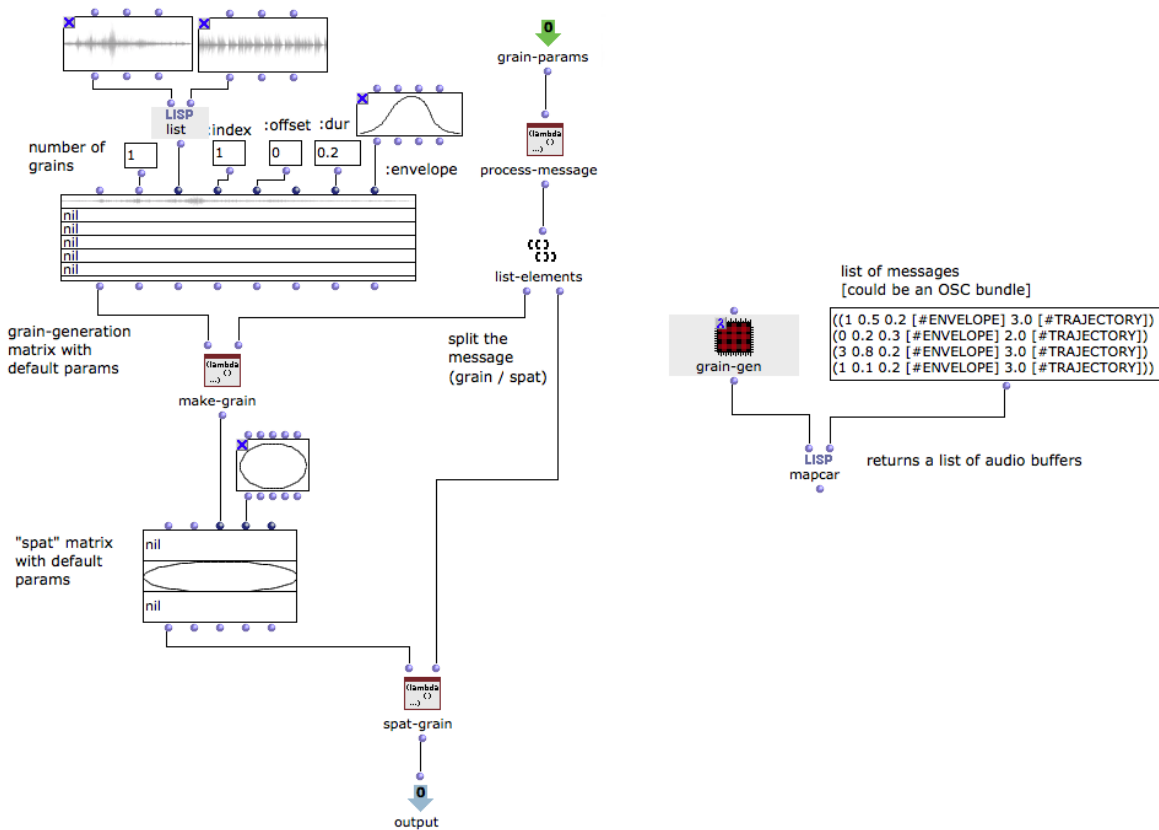 0
grain-params
LISP
list
:index
:offset
:dur
number of
grains
1
1
0
0.2
:envelope
(lambda
()
...)
process-message
nil
nil
nil
nil
nil
(()
()))
list-elements
grain-generation
matrix with
default params
split the
message
(grain / spat)
(lambda
()
...)
make-grain
"spat" matrix
with default
params
nil
nil
(lambda
()
...)
spat-grain
0
output
list of messages
[could be an OSC bundle]
2
grain-gen
((1 0.5 0.2 [#ENVELOPE] 3.0 [#TRAJECTORY])
(0 0.2 0.3 [#ENVELOPE] 2.0 [#TRAJECTORY])
(3 0.8 0.2 [#ENVELOPE] 3.0 [#TRAJECTORY])
(1 0.1 0.2 [#ENVELOPE] 3.0 [#TRAJECTORY]))
LISP
mapcar
returns a list of audio buffers